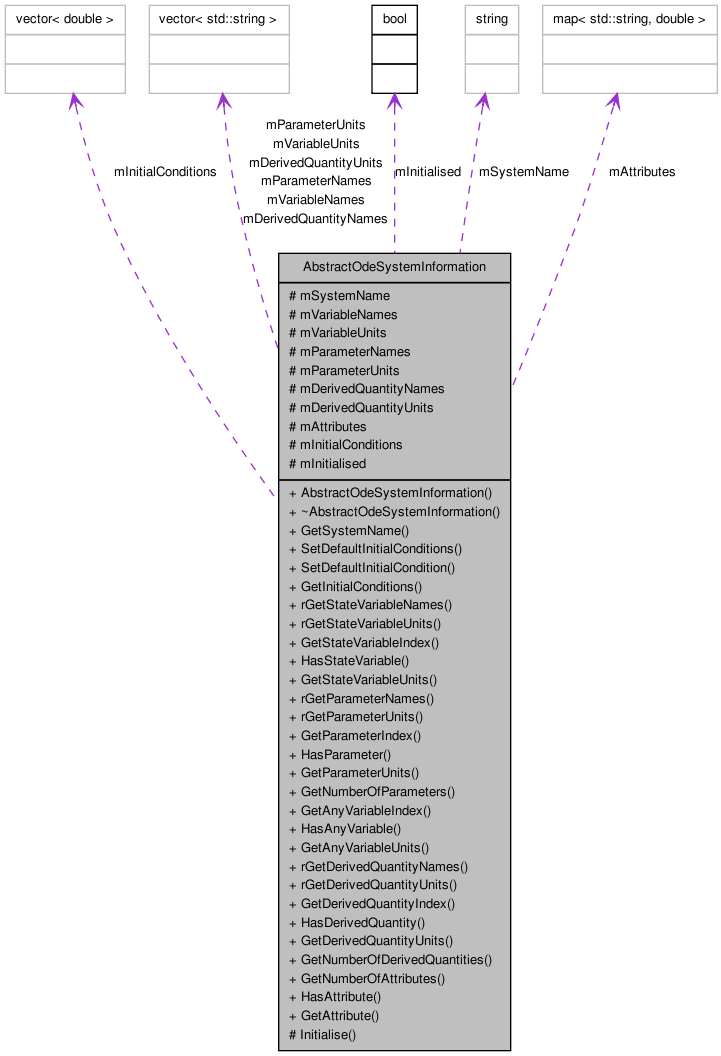 vector< double >
vector< std::string >
bool
string
map< std::string, double >
mParameterUnits
mVariableUnits
mDerivedQuantityUnits
mParameterNames
mVariableNames
mDerivedQuantityNames
mInitialConditions
mInitialised
mSystemName
mAttributes
AbstractOdeSystemInformation
# mSystemName
# mVariableNames
# mVariableUnits
# mParameterNames
# mParameterUnits
# mDerivedQuantityNames
# mDerivedQuantityUnits
# mAttributes
# mInitialConditions
# mInitialised
+ AbstractOdeSystemInformation()
+ ~AbstractOdeSystemInformation()
+ GetSystemName()
+ SetDefaultInitialConditions()
+ SetDefaultInitialCondition()
+ GetInitialConditions()
+ rGetStateVariableNames()
+ rGetStateVariableUnits()
+ GetStateVariableIndex()
+ HasStateVariable()
+ GetStateVariableUnits()
+ rGetParameterNames()
+ rGetParameterUnits()
+ GetParameterIndex()
+ HasParameter()
+ GetParameterUnits()
+ GetNumberOfParameters()
+ GetAnyVariableIndex()
+ HasAnyVariable()
+ GetAnyVariableUnits()
+ rGetDerivedQuantityNames()
+ rGetDerivedQuantityUnits()
+ GetDerivedQuantityIndex()
+ HasDerivedQuantity()
+ GetDerivedQuantityUnits()
+ GetNumberOfDerivedQuantities()
+ GetNumberOfAttributes()
+ HasAttribute()
+ GetAttribute()
# Initialise()